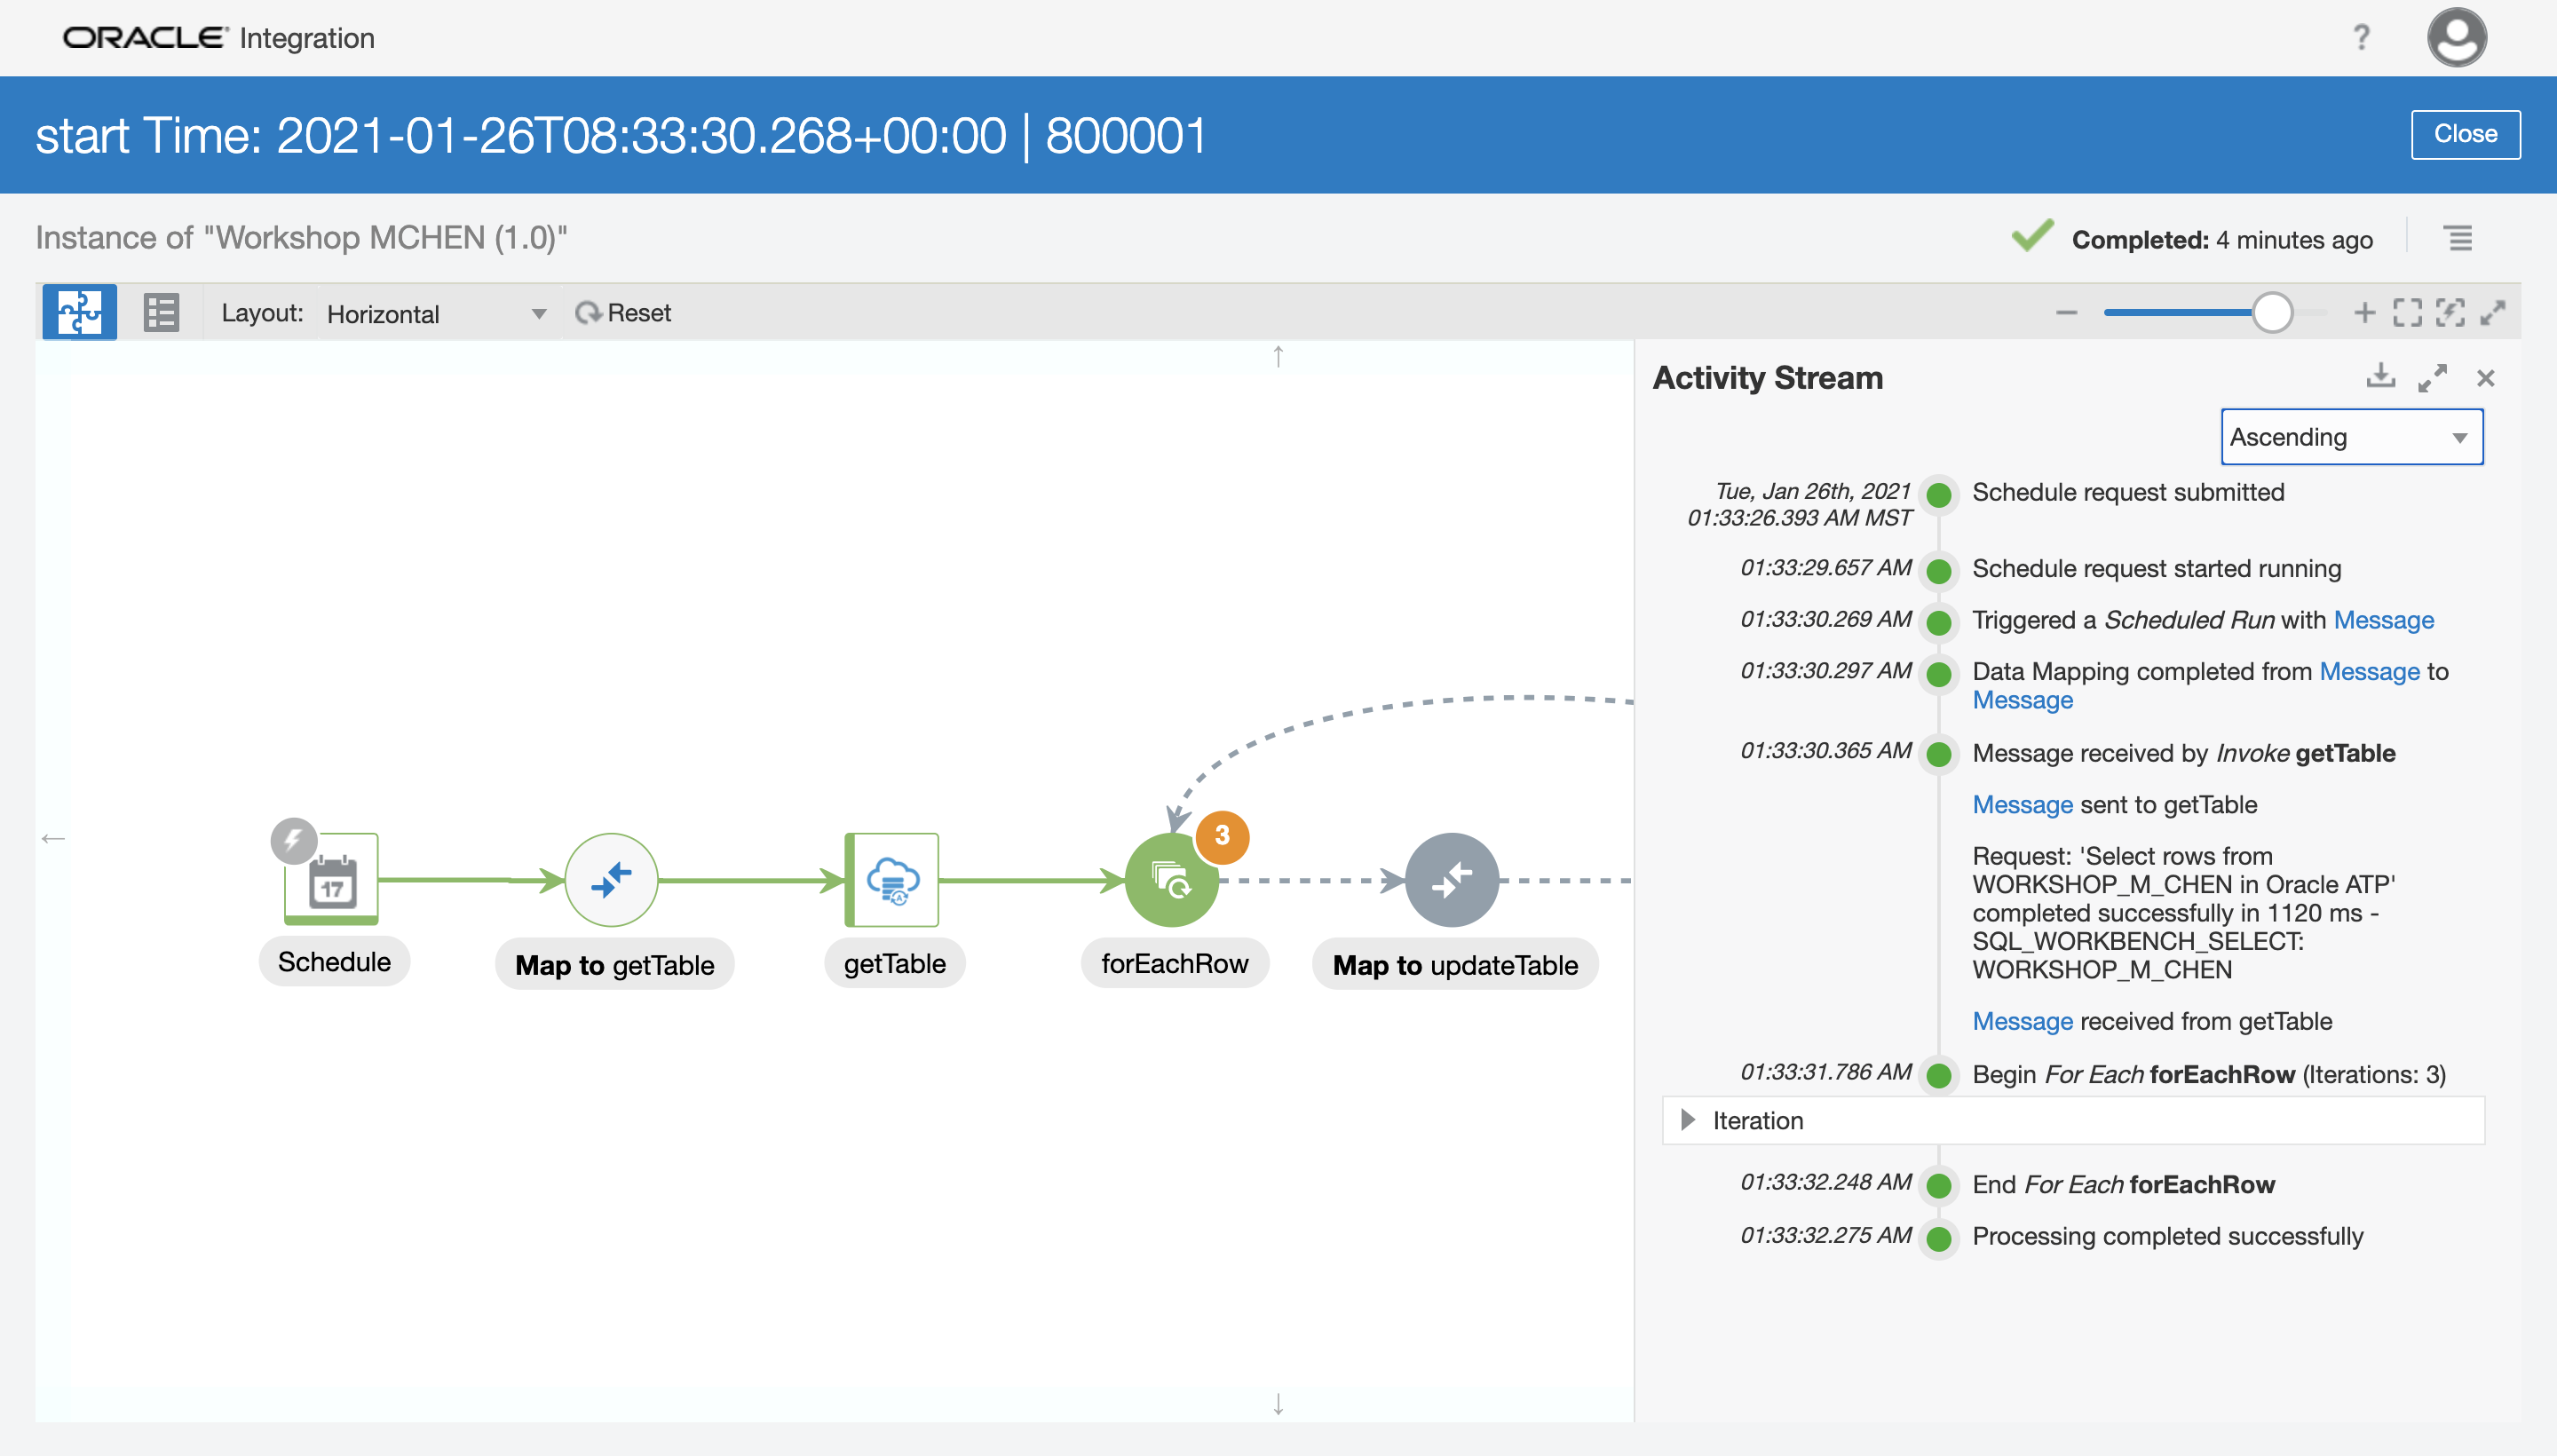 ORACLE Integration
?
start Time: 2021-01-26T08:33:30.268+00:00 | 800001
Close
Instance of "Workshop MCHEN (1.0)"
Completed: 4 minutes ago
Layout: Horizontal
Reset
Activity Stream
Ascending
Tue, Jan 26th, 2021
01:33:26.393 AM MST
Schedule request submitted
01:33:29.657 AM
Schedule request started running
01:33:30.269 AM
Triggered a Scheduled Run with Message
01:33:30.297 AM
Data Mapping completed from Message to
Message
01:33:30.365 AM
Message received by Invoke getTable
Message sent to getTable
Request: 'Select rows from
WORKSHOP_M_CHEN in Oracle ATP'
completed successfully in 1120 ms -
SQL_WORKBENCH_SELECT:
WORKSHOP_M_CHEN
Message received from getTable
01:33:31.786 AM
Begin For Each forEachRow (Iterations: 3)
Iteration
01:33:32.248 AM
End For Each forEachRow
01:33:32.275 AM
Processing completed successfully
17
A
3
Schedule
Map to getTable
getTable
forEachRow
Map to updateTable